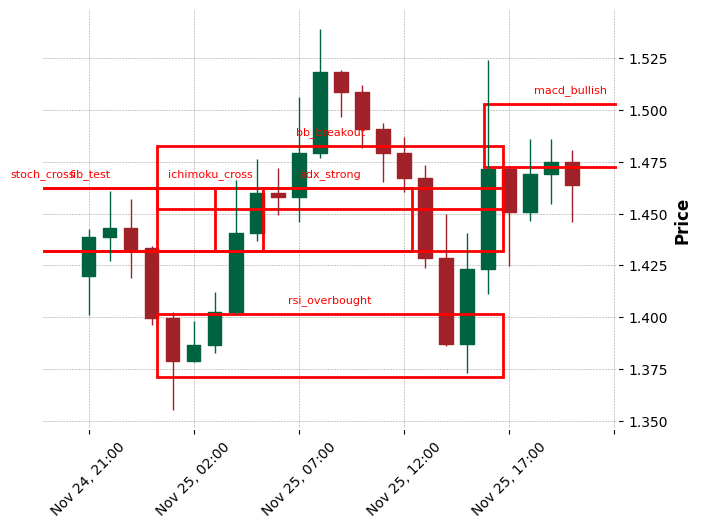 1.525
macd_bullish
1.500
bb_breakout
1.475
stoch_cross
fib_test
ichimoku_cross
adx_strong
1.450
1.425
Price
rsi_overbought
1.400
1.375
1.350
Nov 24, 21:00
Nov 25, 02:00
Nov 25, 07:00
Nov 25, 12:00
Nov 25, 17:00